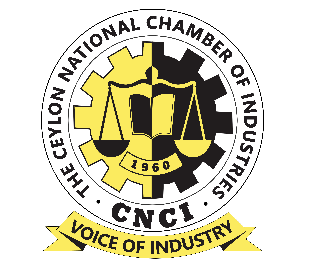 THE CEYLON NATIONAL CHAMBER OF INDUSTRIES
1960
CNCI
VOICE OF INDUSTRY